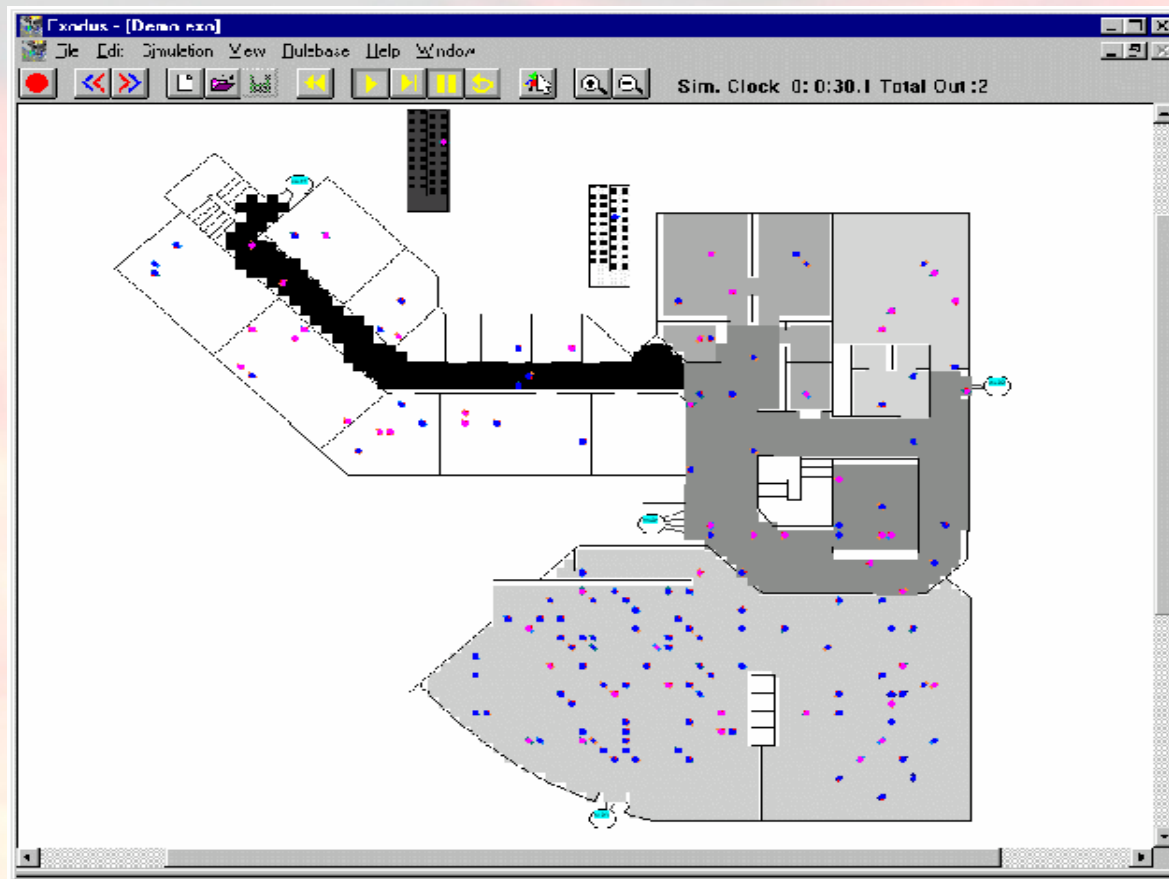 Exodus - [Demo.exo]
File Edit Simulation View Rulebase Help Window
Sim. Clock 0: 0:30.1 Total Out :2